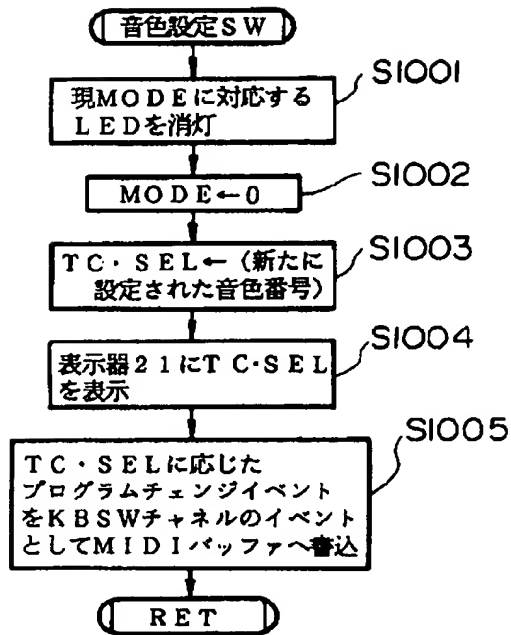 音色設定SW
S1001
現MODEに対応する
LEDを消灯
S1002
MODE←0
S1003
TC・SEL←(新たに
設定された音色番号)
S1004
表示器21にTC・SEL
を表示
S1005
TC・SELに応じた
プログラムチェンジイベント
をKBSWチャネルのイベント
としてMIDIバッファへ書込
RET